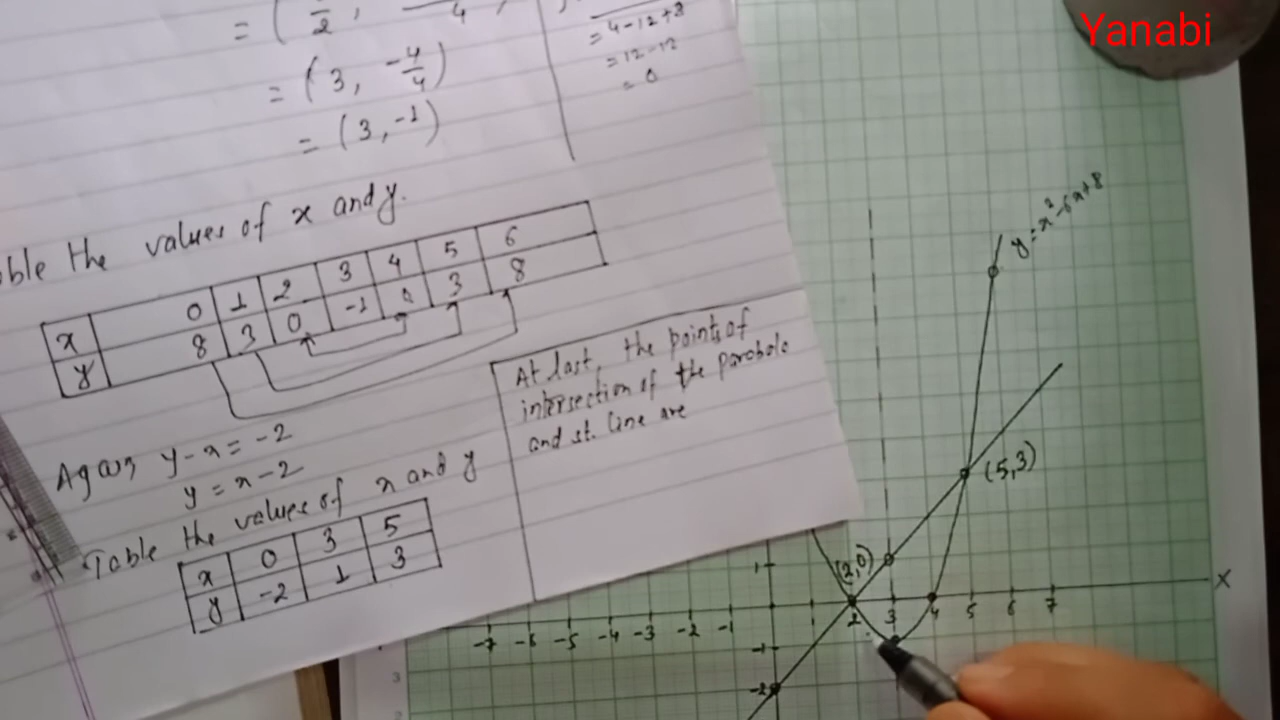 = ( /2, /4,
= (3, -4/4)
= (3, -1)
= 4-12+8
= 12-12
= 0
Yanabi
the values of x and y.
x 0 1 2 3 4 5 6
y 8 3 0 -1 0 3 8
Again y-x = -2
y = x-2
Table the values of x and y
x 0 3 5
y -2 1 3
At last, the points of
intersection of the parabola
and st. line are
y = x²-6x+8
(5,3)
(2,0)
1
X
-7 -6 -5 -4 -3 -2 -1 2 3 4 5 6 7
-1
-2
3
2